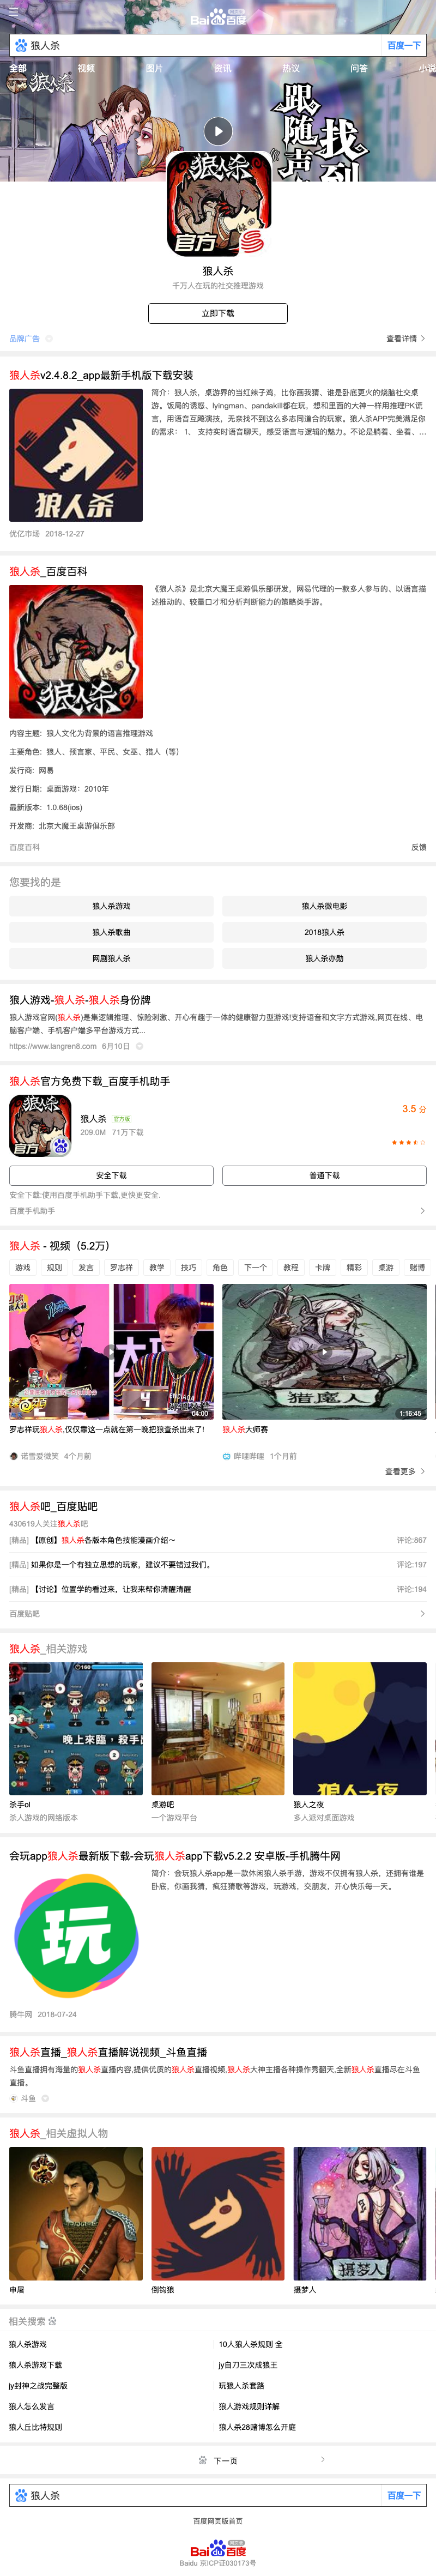 Bai百度
狼人杀
百度一下
全部
视频
图片
资讯
热议
问答
小说
狼人杀
跟随声
找到
狼人杀
官方
狼人杀
千万人在玩的社交推理游戏
立即下载
品牌广告
查看详情
狼人杀v2.4.8.2_app最新手机版下载安装
简介：狼人杀，桌游界的当红辣子鸡，比你画我猜、谁是卧底更火的烧脑社交桌
游。饭局的诱惑、lyingman、pandakill都在玩，想和里面的大神一样用推理PK谎
言，用语音互飚演技，无奈找不到这么多志同道合的玩家。狼人杀APP完美满足你
的需求： 1、 支持实时语音聊天，感受语言与逻辑的魅力。不论是躺着、坐着、...
狼人杀
优亿市场 2018-12-27
狼人杀_百度百科
《狼人杀》是北京大魔王桌游俱乐部研发，网易代理的一款多人参与的、以语言描
述推动的、较量口才和分析判断能力的策略类手游。
狼人杀
内容主题: 狼人文化为背景的语言推理游戏
主要角色: 狼人、预言家、平民、女巫、猎人（等）
发行商: 网易
发行日期: 桌面游戏：2010年
最新版本: 1.0.68(ios)
开发商: 北京大魔王桌游俱乐部
百度百科
反馈
您要找的是
狼人杀游戏
狼人杀微电影
狼人杀歌曲
2018狼人杀
网剧狼人杀
狼人杀亦勋
狼人游戏-狼人杀-狼人杀身份牌
狼人游戏官网(狼人杀)是集逻辑推理、惊险刺激、开心有趣于一体的健康智力型游戏!支持语音和文字方式游戏,网页在线、电
脑客户端、手机客户端多平台游戏方式...
https://www.langren8.com 6月10日
狼人杀官方免费下载_百度手机助手
狼人杀
狼人杀 官方版
209.0M 71万下载
3.5 分
安全下载
普通下载
安全下载:使用百度手机助手下载,更快更安全.
百度手机助手
狼人杀 - 视频（5.2万）
游戏
规则
发言
罗志祥
教学
技巧
角色
下一个
教程
卡牌
精彩
桌游
赌博
4
04:00
猎魔
1:16:45
罗志祥玩狼人杀,仅仅靠这一点就在第一晚把狼查杀出来了!
狼人杀大师赛
诺雪爱微笑 4个月前
哔哩哔哩 1个月前
查看更多
狼人杀吧_百度贴吧
430619人关注狼人杀吧
[精品] 【原创】狼人杀各版本角色技能漫画介绍～
评论:867
[精品] 如果你是一个有独立思想的玩家，建议不要错过我们。
评论:197
[精品] 【讨论】位置学的看过来，让我来帮你清醒清醒
评论:194
百度贴吧
狼人杀_相关游戏
晚上來臨，殺手出
狼人之夜
杀手ol
桌游吧
狼人之夜
杀人游戏的网络版本
一个游戏平台
多人派对桌面游戏
会玩app狼人杀最新版下载-会玩狼人杀app下载v5.2.2 安卓版-手机腾牛网
简介：会玩狼人杀app是一款休闲狼人杀手游，游戏不仅拥有狼人杀，还拥有谁是
卧底、你画我猜，疯狂猜歌等游戏，玩游戏，交朋友，开心快乐每一天。
玩
腾牛网 2018-07-24
狼人杀直播_狼人杀直播解说视频_斗鱼直播
斗鱼直播拥有海量的狼人杀直播内容,提供优质的狼人杀直播视频,狼人杀大神主播各种操作秀翻天,全新狼人杀直播尽在斗鱼
直播。
斗鱼
狼人杀_相关虚拟人物
摄梦人
申屠
倒钩狼
摄梦人
相关搜索
狼人杀游戏
10人狼人杀规则 全
狼人杀游戏下载
jy自刀三次成狼王
jy封神之战完整版
玩狼人杀套路
狼人杀怎么发言
狼人游戏规则详解
狼人丘比特规则
狼人杀28赌博怎么开庭
下一页
狼人杀
百度一下
百度网页版首页
Bai百度
Baidu 京ICP证030173号